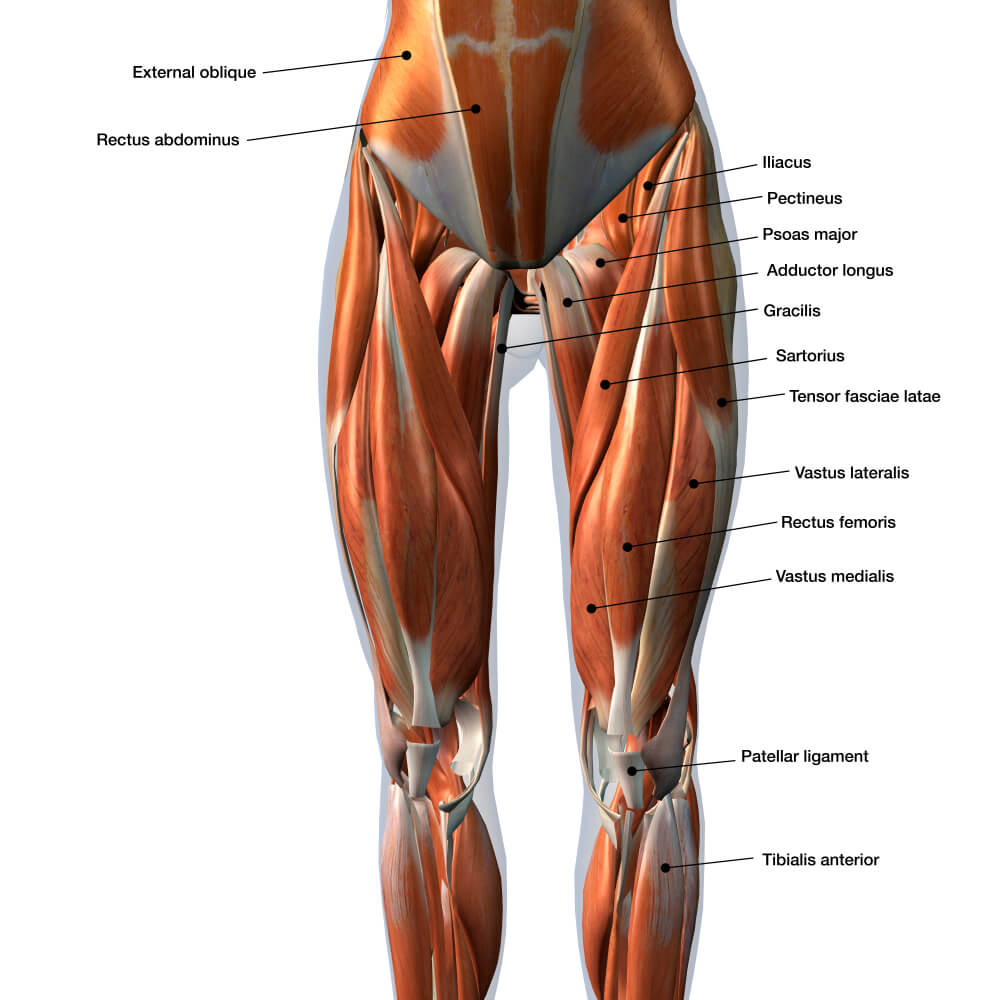 External oblique
Rectus abdominus
Iliacus
Pectineus
Psoas major
Adductor longus
Gracilis
Sartorius
Tensor fasciae latae
Vastus lateralis
Rectus femoris
Vastus medialis
Patellar ligament
Tibialis anterior